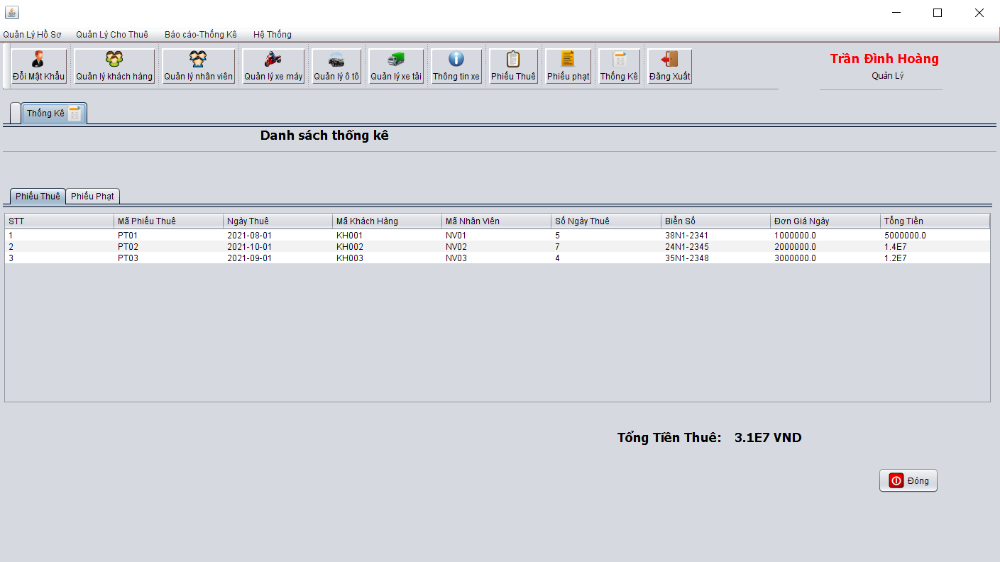 Quản Lý Hồ Sơ Quản Lý Cho Thuê Báo cáo-Thống Kê Hệ Thống
Đổi Mật Khẩu Quản lý khách hàng Quản lý nhân viên Quản lý xe máy Quản lý ô tô Quản lý xe tải Thông tin xe Phiếu Thuê Phiếu phạt Thống Kê Đăng Xuất
Trần Đình Hoàng
Quản Lý
Thống Kê
Danh sách thống kê
Phiếu Thuê Phiếu Phạt
STT Mã Phiếu Thuê Ngày Thuê Mã Khách Hàng Mã Nhân Viên Số Ngày Thuê Biển Số Đơn Giá Ngày Tổng Tiền
1 PT01 2021-08-01 KH001 NV01 5 38N1-2341 1000000.0 5000000.0
2 PT02 2021-10-01 KH002 NV02 7 24N1-2345 2000000.0 1.4E7
3 PT03 2021-09-01 KH003 NV03 4 35N1-2348 3000000.0 1.2E7
Tổng Tiền Thuê: 3.1E7 VND
Đóng